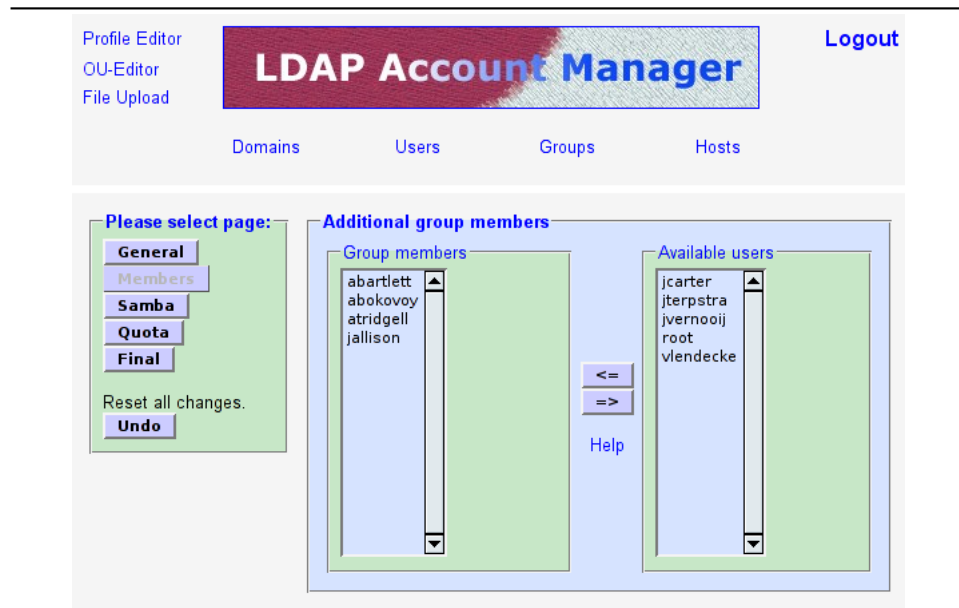 Profile Editor
OU-Editor
File Upload
LDAP Account Manager
Logout
Domains
Users
Groups
Hosts
Please select page:
General
Members
Samba
Quota
Final
Reset all changes.
Undo
Additional group members
Group members
abartlett
abokovoy
atridgell
jallison
<=
=>
Help
Available users
jcarter
jterpstra
jvernooij
root
vlendecke